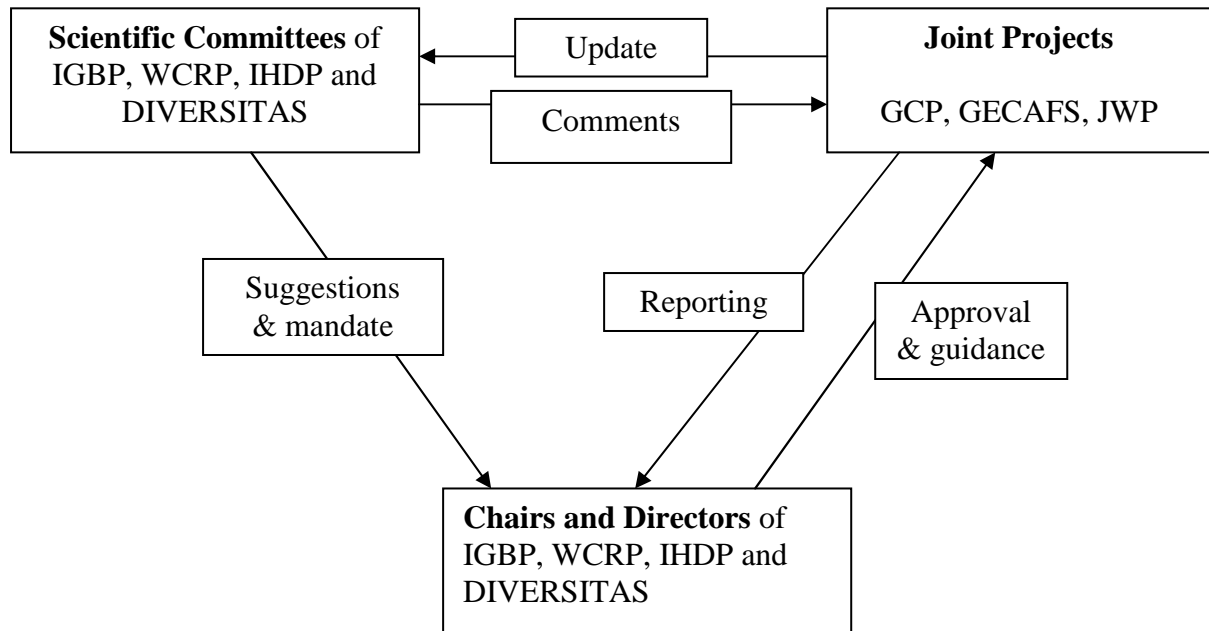 Scientific Committees of
IGBP, WCRP, IHDP and
DIVERSITAS
Update
Comments
Joint Projects
GCP, GECAFS, JWP
Suggestions
& mandate
Reporting
Approval
& guidance
Chairs and Directors of
IGBP, WCRP, IHDP and
DIVERSITAS